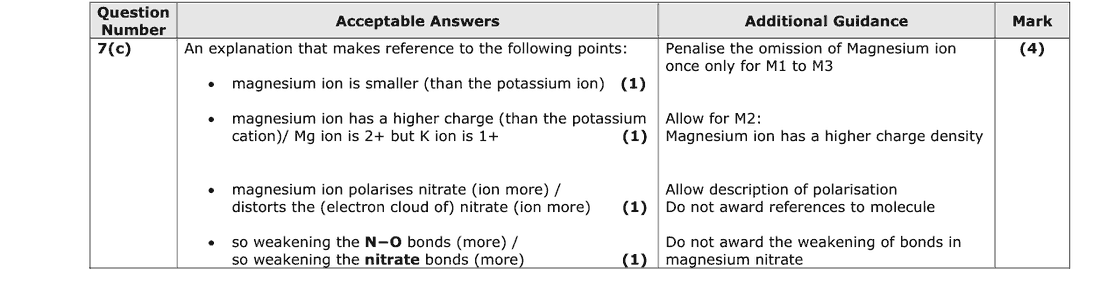 Question Number
Acceptable Answers
Additional Guidance
Mark
7(c)
An explanation that makes reference to the following points:
• magnesium ion is smaller (than the potassium ion) (1)
• magnesium ion has a higher charge (than the potassium
cation)/ Mg ion is 2+ but K ion is 1+ (1)
• magnesium ion polarises nitrate (ion more) /
distorts the (electron cloud of) nitrate (ion more) (1)
• so weakening the N−O bonds (more) /
so weakening the nitrate bonds (more) (1)
Penalise the omission of Magnesium ion
once only for M1 to M3
Allow for M2:
Magnesium ion has a higher charge density
Allow description of polarisation
Do not award references to molecule
Do not award the weakening of bonds in
magnesium nitrate
(4)